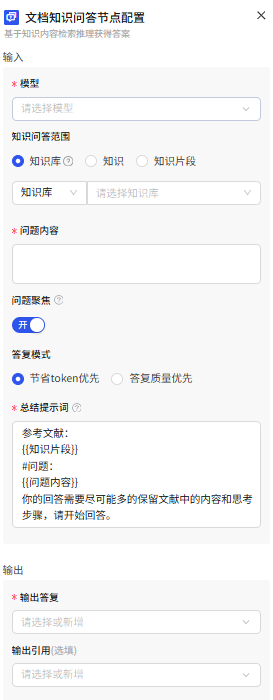 文档知识问答节点配置
基于知识内容检索推理获得答案
输入
* 模型
请选择模型
知识问答范围
知识库 ? 知识 知识片段
知识库 请选择知识库
* 问题内容
问题聚焦 ?
开
答复模式
节省token优先 答复质量优先
* 总结提示词 ?
参考文献：
{{知识片段}}
#问题：
{{问题内容}}
你的回答需要尽可能多的保留文献中的内容和思考
步骤，请开始回答。
输出
* 输出答复
请选择或新增
输出引用(选填)
请选择或新增